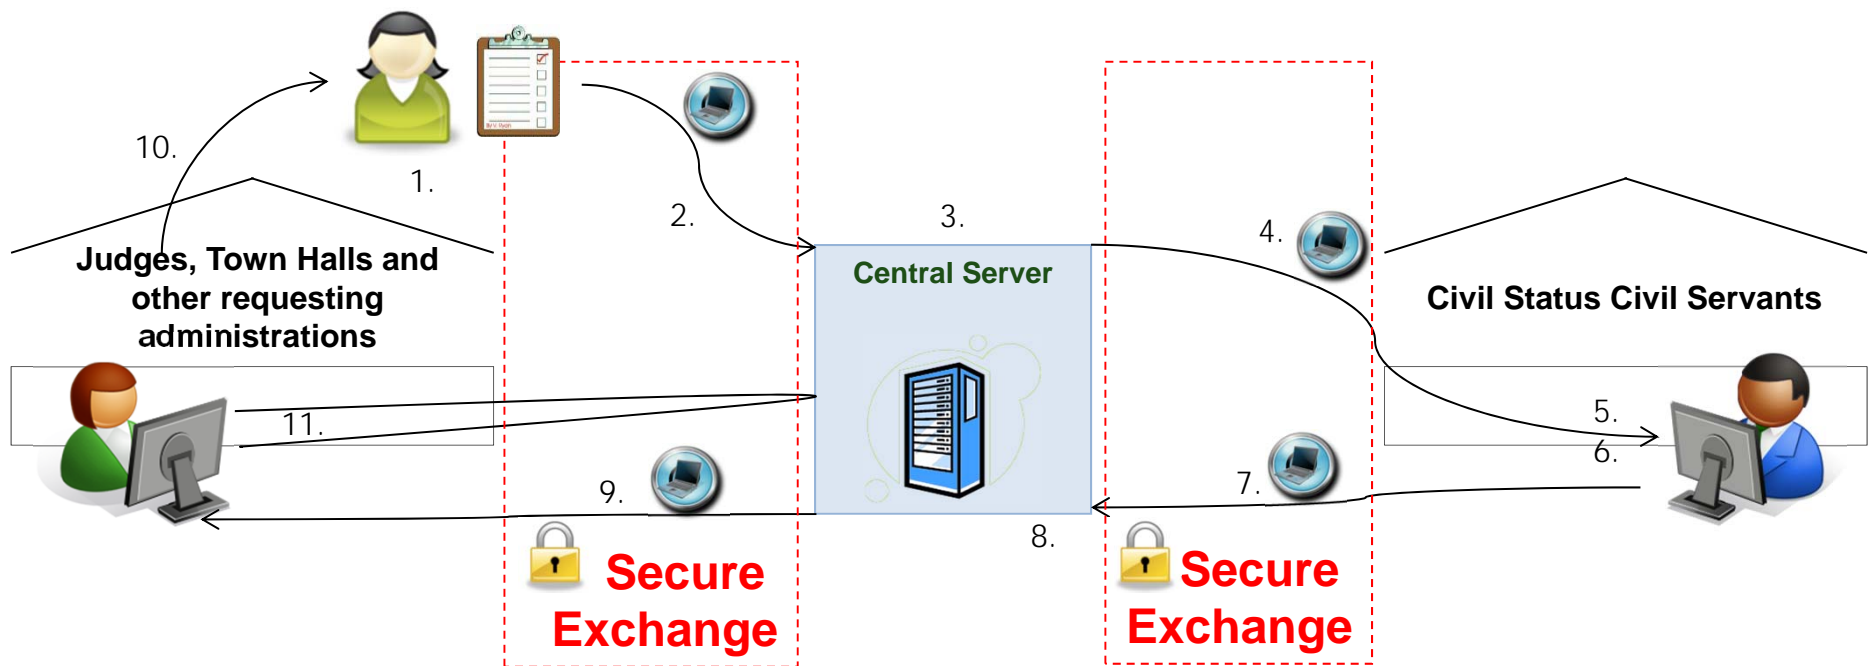 10.
1.
2.
3.
4.
Judges, Town Halls and
other requesting
administrations
Central Server
Civil Status Civil Servants
11.
5.
6.
9.
7.
8.
Secure
Exchange
Secure
Exchange